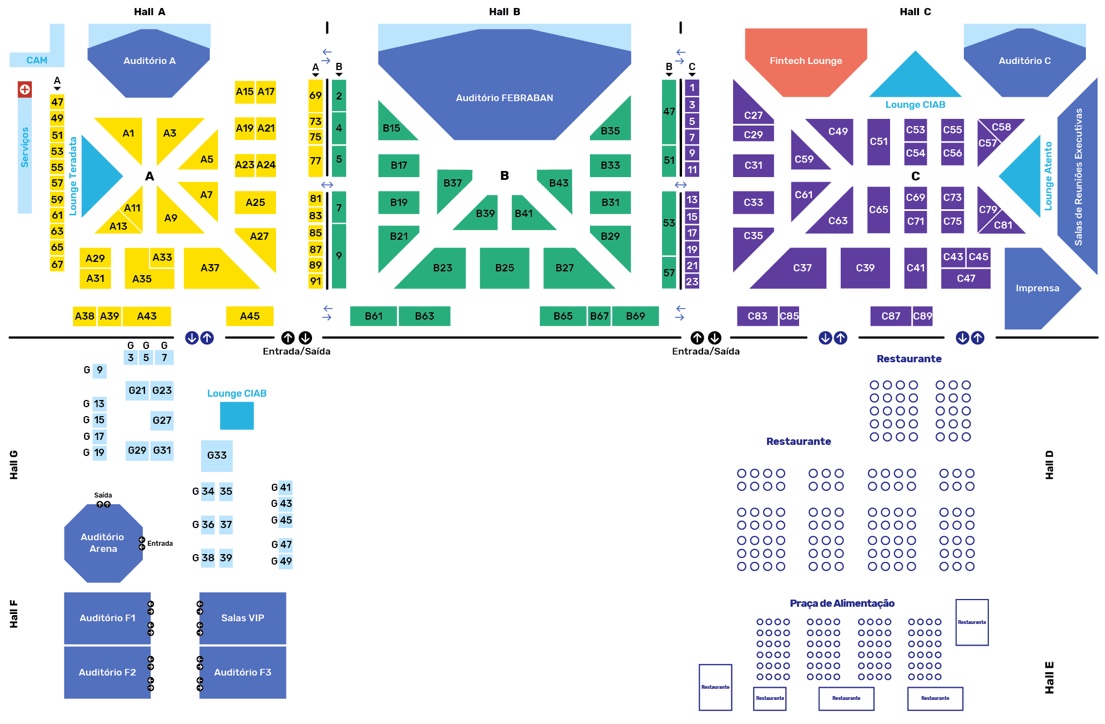 Hall A
Hall B
Hall C
CAM
Auditório A
A
Serviços
47
49
51
53
55
57
59
61
63
65
67
Lounge Teradata
A1
A3
A5
A7
A9
A11
A13
A
A15 A17
A19 A21
A23 A24
A25
A27
A29
A31
A33
A35
A37
A38 A39 A43
A45
A
69
73
75
77
81
83
85
87
89
91
B
2
4
5
7
9
Auditório FEBRABAN
B15
B17
B19
B21
B23
B25
B27
B29
B31
B33
B35
B37
B39
B41
B43
B
B61 B63
B65 B67 B69
B
47
51
53
57
C
1
3
5
7
9
11
13
15
17
19
21
23
Fintech Lounge
Lounge CIAB
Auditório C
C27
C29
C31
C33
C35
C37
C39
C41
C43 C45
C47
C49
C51
C53
C54
C55
C56
C57
C58
C59
C61
C63
C65
C69
C71
C73
C75
C79
C81
C
Lounge Atento
Salas de Reuniões Executivas
Imprensa
C83 C85
C87 C89
Entrada/Saída
Entrada/Saída
G G G
3 5 7
G 9
G 13
G 15
G 17
G 19
G21 G23
G27
G29 G31
Lounge CIAB
G33
G 34 35
G 36 37
G 38 39
G 41
G 43
G 45
G 47
G 49
Hall G
Saída
Auditório
Arena
Entrada
Hall F
Auditório F1
Salas VIP
Auditório F2
Auditório F3
Restaurante
Restaurante
Hall D
Praça de Alimentação
Restaurante
Restaurante
Restaurante
Restaurante
Restaurante
Hall E